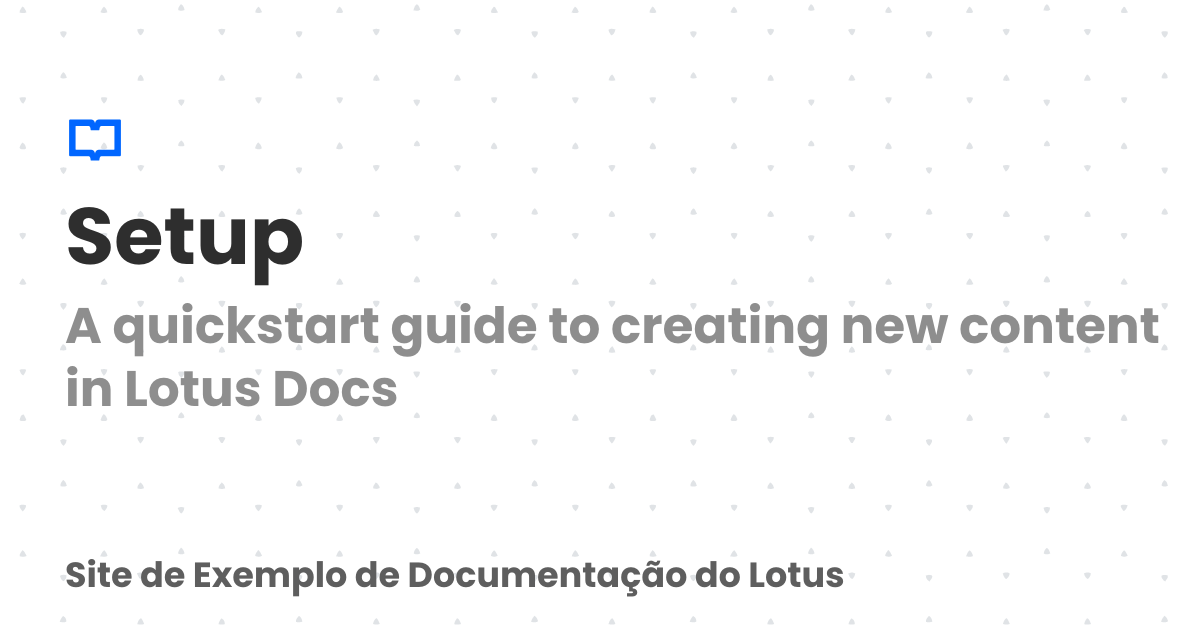 Setup
A quickstart guide to creating new content
in Lotus Docs
Site de Exemplo de Documentação do Lotus